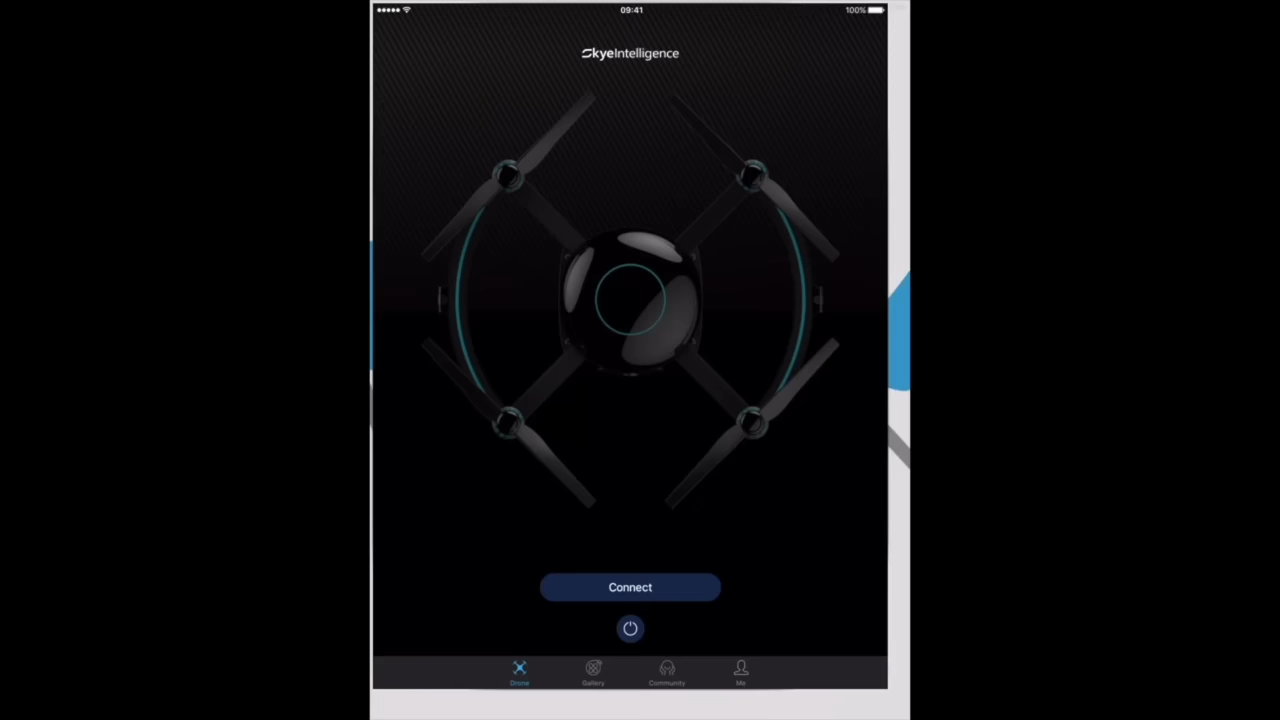 09:41
100%
SkyeIntelligence
Connect
Drone
Gallery
Community
Me